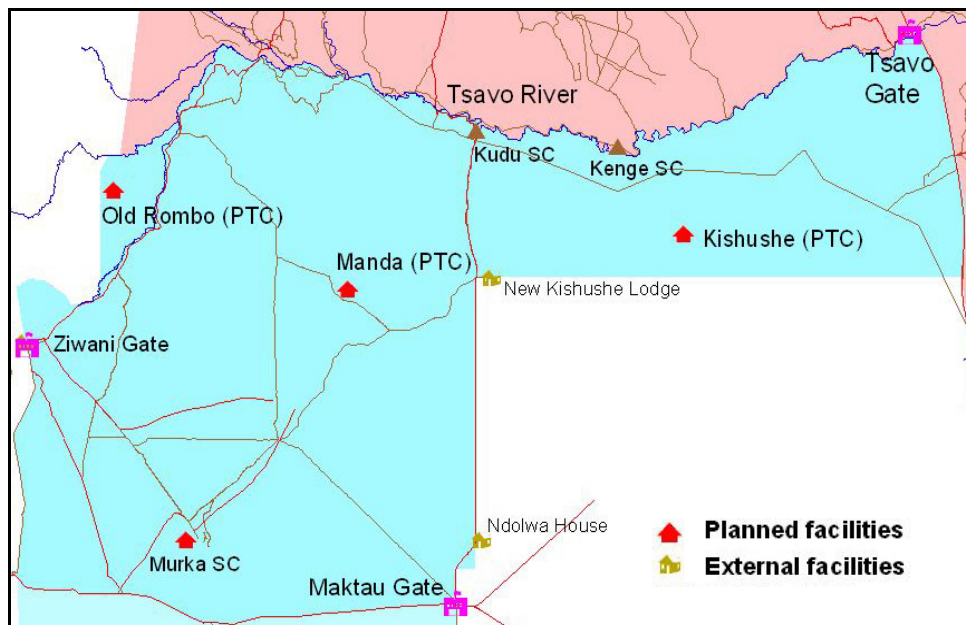 Tsavo
Gate
Tsavo River
Kudu SC
Kenge SC
Old Rombo (PTC)
Kishushe (PTC)
Manda (PTC)
New Kishushe Lodge
Ziwani Gate
Ndolwa House
Planned facilities
Murka SC
External facilities
Maktau Gate